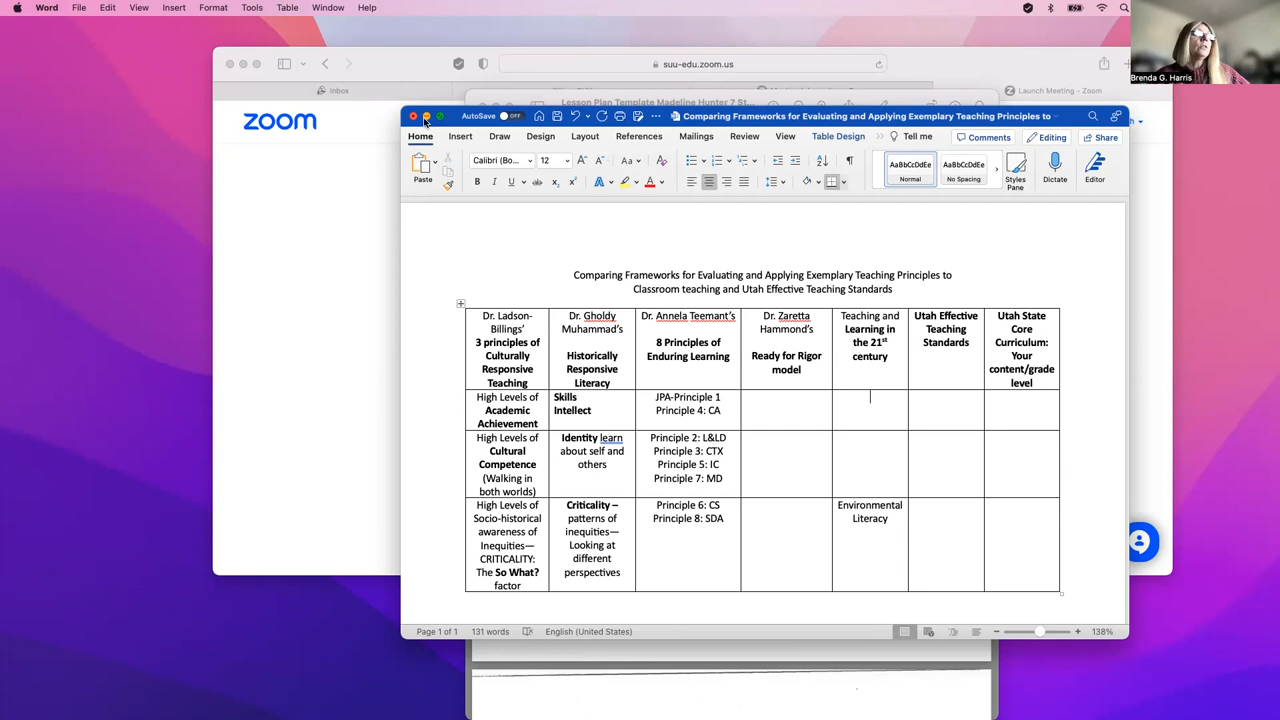 Word File Edit View Insert Format Tools Table Window Help
suu-edu.zoom.us
Inbox
Launch Meeting - Zoom
Brenda G. Harris
zoom
Lesson Plan Template Madeline Hunter 7 St...
AutoSave OFF
Comparing Frameworks for Evaluating and Applying Exemplary Teaching Principles to
Home Insert Draw Design Layout References Mailings Review View Table Design Tell me Comments Editing Share
Paste
Calibri (Bo... 12
AaBbCcDdEe
Normal
AaBbCcDdEe
No Spacing
Styles
Pane
Dictate
Editor
Comparing Frameworks for Evaluating and Applying Exemplary Teaching Principles to
Classroom teaching and Utah Effective Teaching Standards
Dr. Ladson-
Billings’
3 principles of
Culturally
Responsive
Teaching
Dr. Gholdy
Muhammad’s
Historically
Responsive
Literacy
Dr. Annela Teemant’s
8 Principles of
Enduring Learning
Dr. Zaretta
Hammond’s
Ready for Rigor
model
Teaching and
Learning in
the 21st
century
Utah Effective
Teaching
Standards
Utah State
Core
Curriculum:
Your
content/grade
level
High Levels of
Academic
Achievement
Skills
Intellect
JPA-Principle 1
Principle 4: CA
High Levels of
Cultural
Competence
(Walking in
both worlds)
Identity learn
about self and
others
Principle 2: L&LD
Principle 3: CTX
Principle 5: IC
Principle 7: MD
High Levels of
Socio-historical
awareness of
Inequities—
CRITICALITY:
The So What?
factor
Criticality –
patterns of
inequities—
Looking at
different
perspectives
Principle 6: CS
Principle 8: SDA
Environmental
Literacy
Page 1 of 1 131 words English (United States) 138%